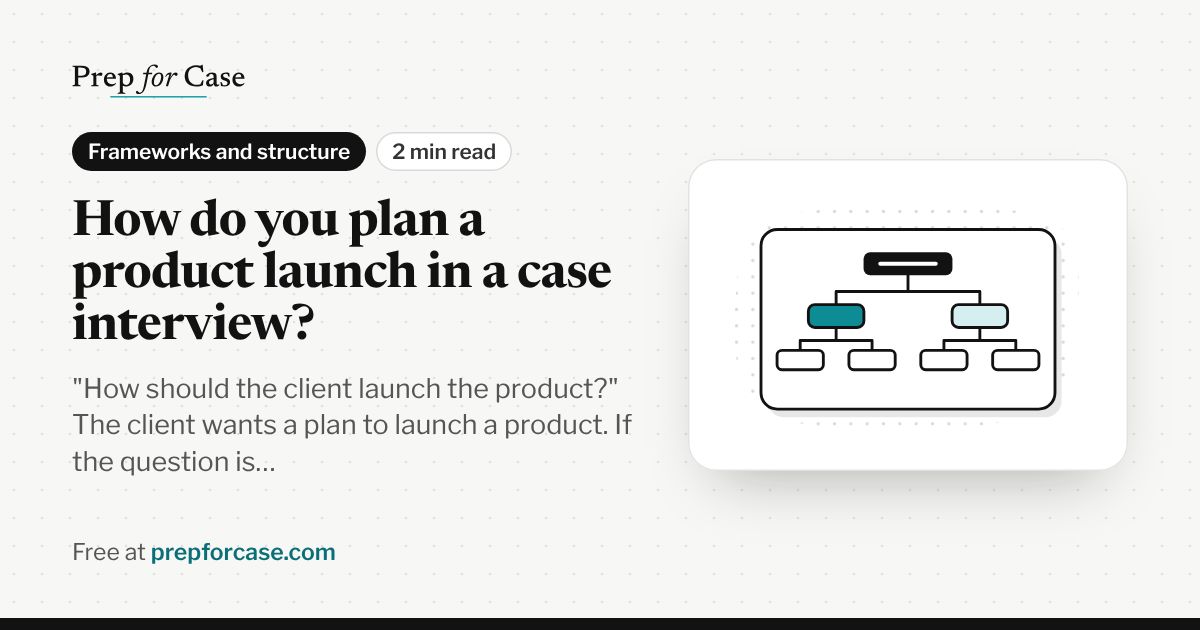 Prep for Case
Frameworks and structure
2 min read
How do you plan a
product launch in a case
interview?
"How should the client launch the product?"
The client wants a plan to launch a product. If
the question is...
Free at prepforcase.com